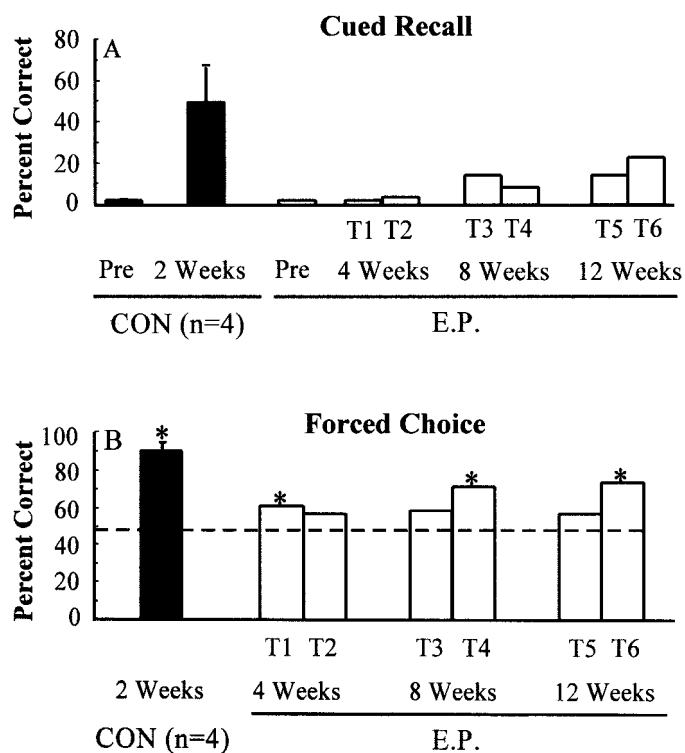 Cued Recall
A
Percent Correct
80
60
40
20
0
T1 T2 T3 T4 T5 T6
Pre 2 Weeks Pre 4 Weeks 8 Weeks 12 Weeks
CON (n=4) E.P.
Forced Choice
B
Percent Correct
100
80
60
40
20
0
* * * *
T1 T2 T3 T4 T5 T6
2 Weeks 4 Weeks 8 Weeks 12 Weeks
CON (n=4) E.P.